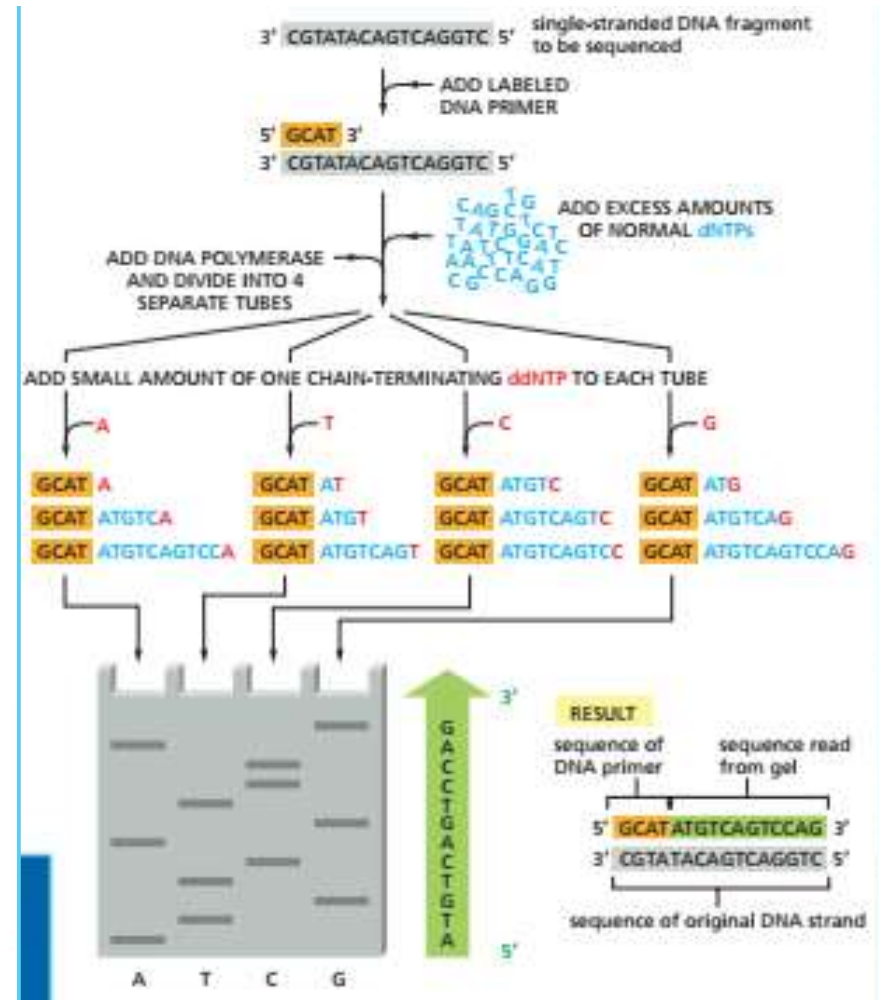 3' CGTATACAGTCAGGTC 5'
single-stranded DNA fragment
to be sequenced
ADD LABELED
DNA PRIMER
5' GCAT 3'
3' CGTATACAGTCAGGTC 5'
ADD EXCESS AMOUNTS
OF NORMAL dNTPs
ADD DNA POLYMERASE
AND DIVIDE INTO 4
SEPARATE TUBES
ADD SMALL AMOUNT OF ONE CHAIN-TERMINATING ddNTP TO EACH TUBE
A T C G
GCAT A
GCAT ATGTCA
GCAT ATGTCAGTCCA
GCAT AT
GCAT ATGT
GCAT ATGTCAGT
GCAT ATGTC
GCAT ATGTCAGTC
GCAT ATGTCAGTCC
GCAT ATG
GCAT ATGTCAG
GCAT ATGTCAGTCCAG
3'
G
A
C
C
T
G
A
C
T
G
T
A
5'
A T C G
RESULT
sequence of
DNA primer
sequence read
from gel
5' GCATATGTCAGTCCAG 3'
3' CGTATACAGTCAGGTC 5'
sequence of original DNA strand